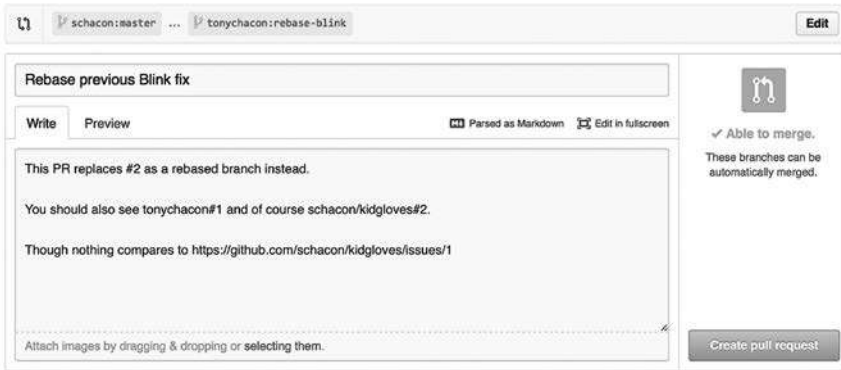 schacon:master ... tonychacon:rebase-blink Edit
Rebase previous Blink fix
Write Preview Parsed as Markdown Edit in fullscreen
This PR replaces #2 as a rebased branch instead.
You should also see tonychacon#1 and of course schacon/kidgloves#2.
Though nothing compares to https://github.com/schacon/kidgloves/issues/1
Attach images by dragging & dropping or selecting them.
✓ Able to merge.
These branches can be
automatically merged.
Create pull request